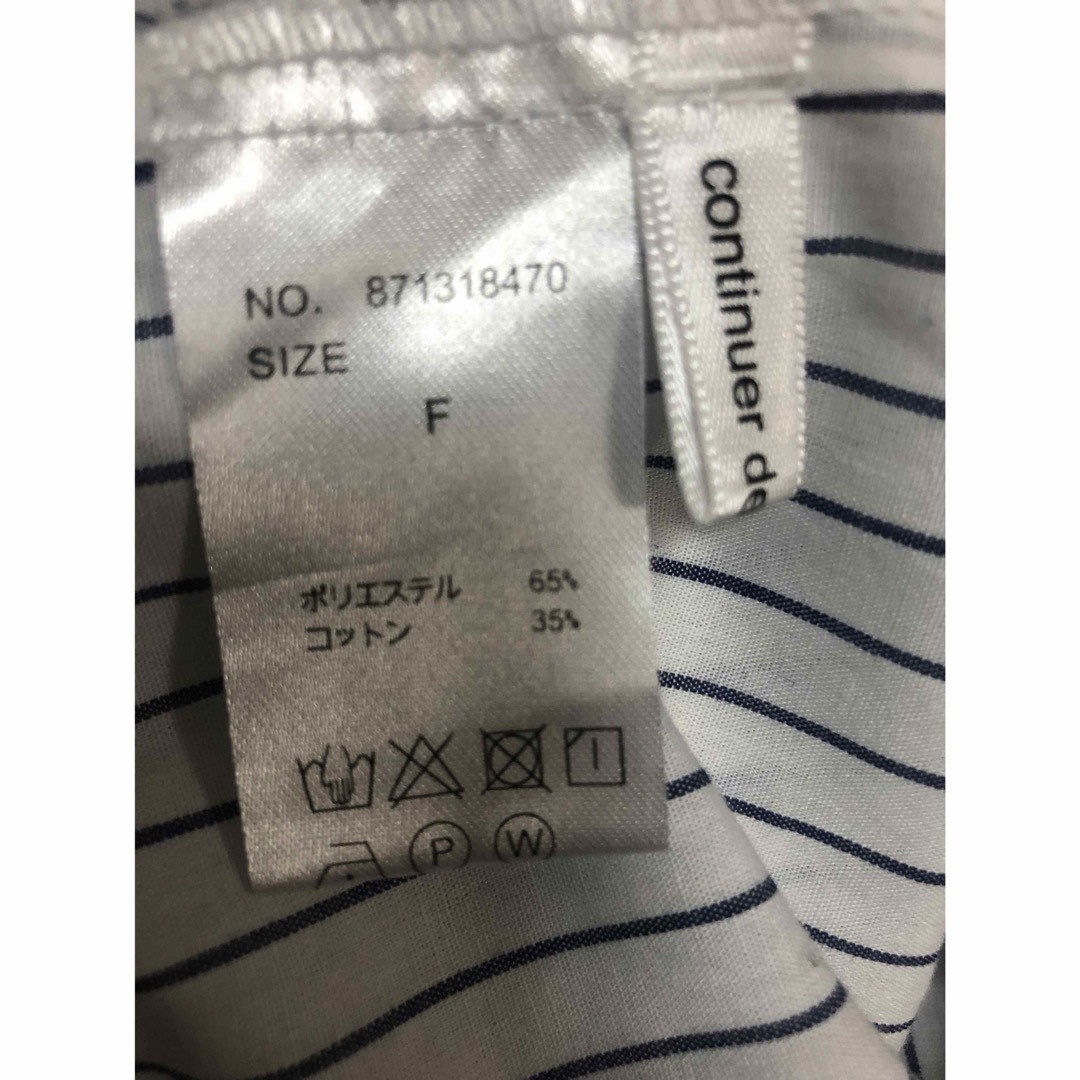 NO. 871318470
SIZE
F
ポリエステル 65%
コットン 35%
P W
continuer de